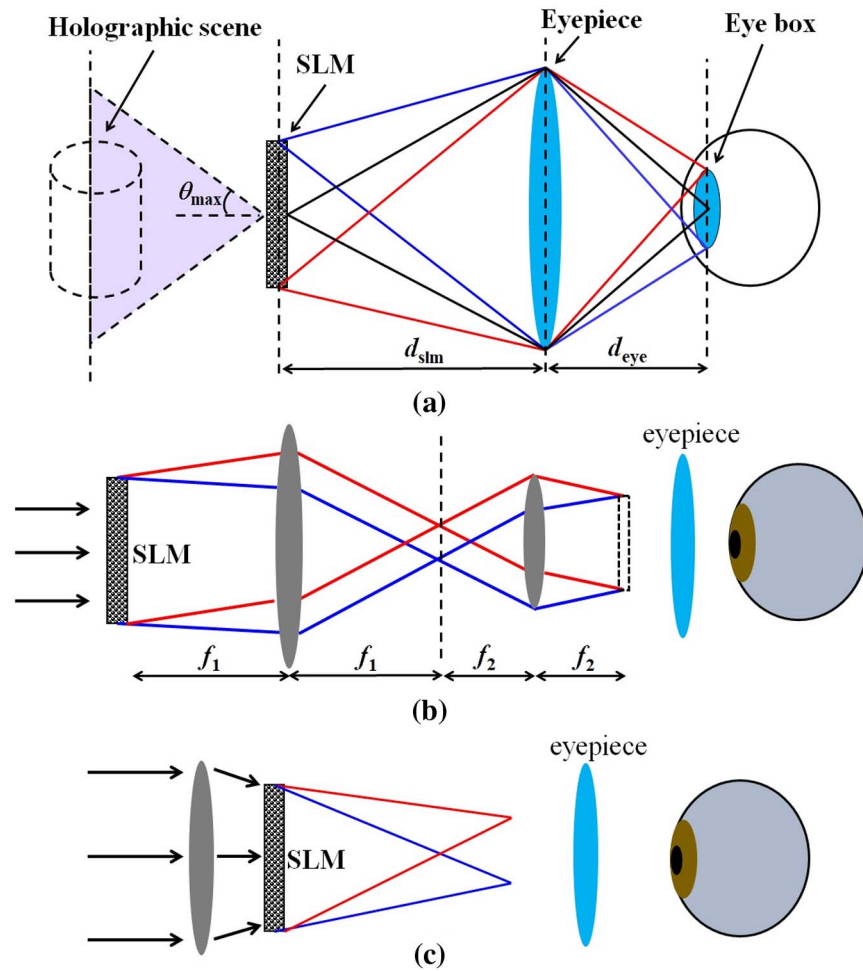 Holographic scene
SLM
Eyepiece
Eye box
θmax
dslm
deye
(a)
eyepiece
SLM
f1
f1
f2
f2
(b)
eyepiece
SLM
(c)